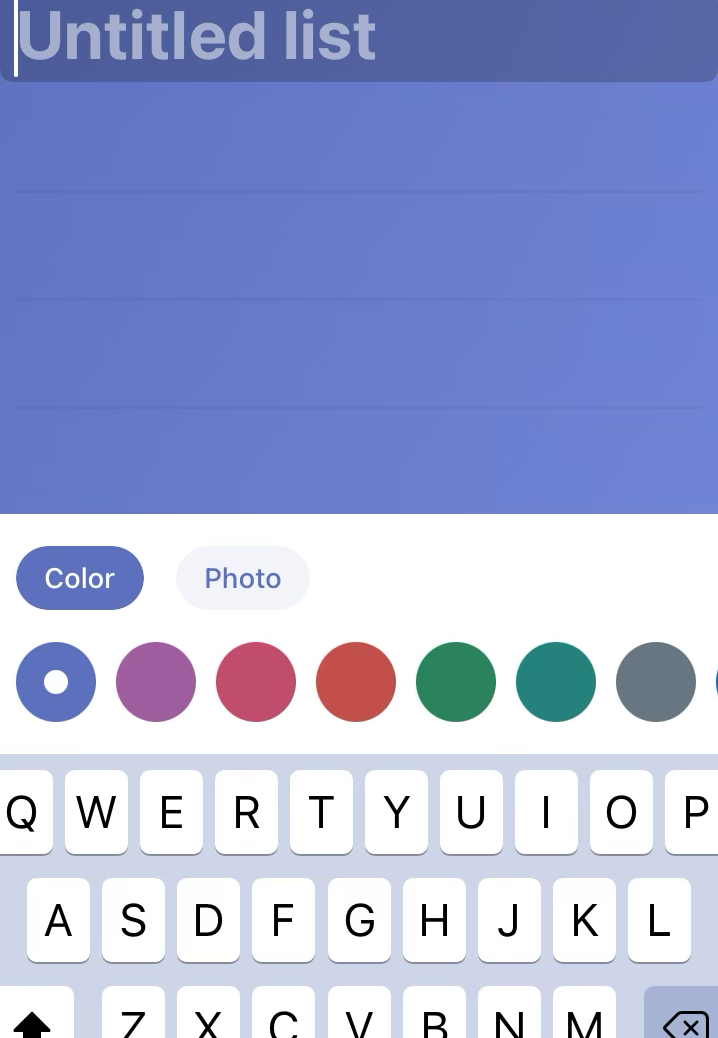 Untitled list
Color Photo
Q W E R T Y U I O P
A S D F G H J K L
Z X C V B N M